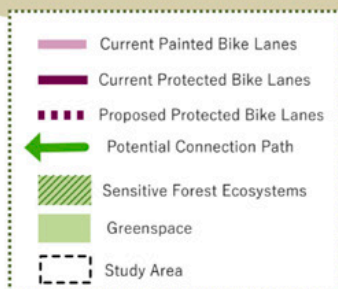 Current Painted Bike Lanes
Current Protected Bike Lanes
Proposed Protected Bike Lanes
Potential Connection Path
Sensitive Forest Ecosystems
Greenspace
Study Area